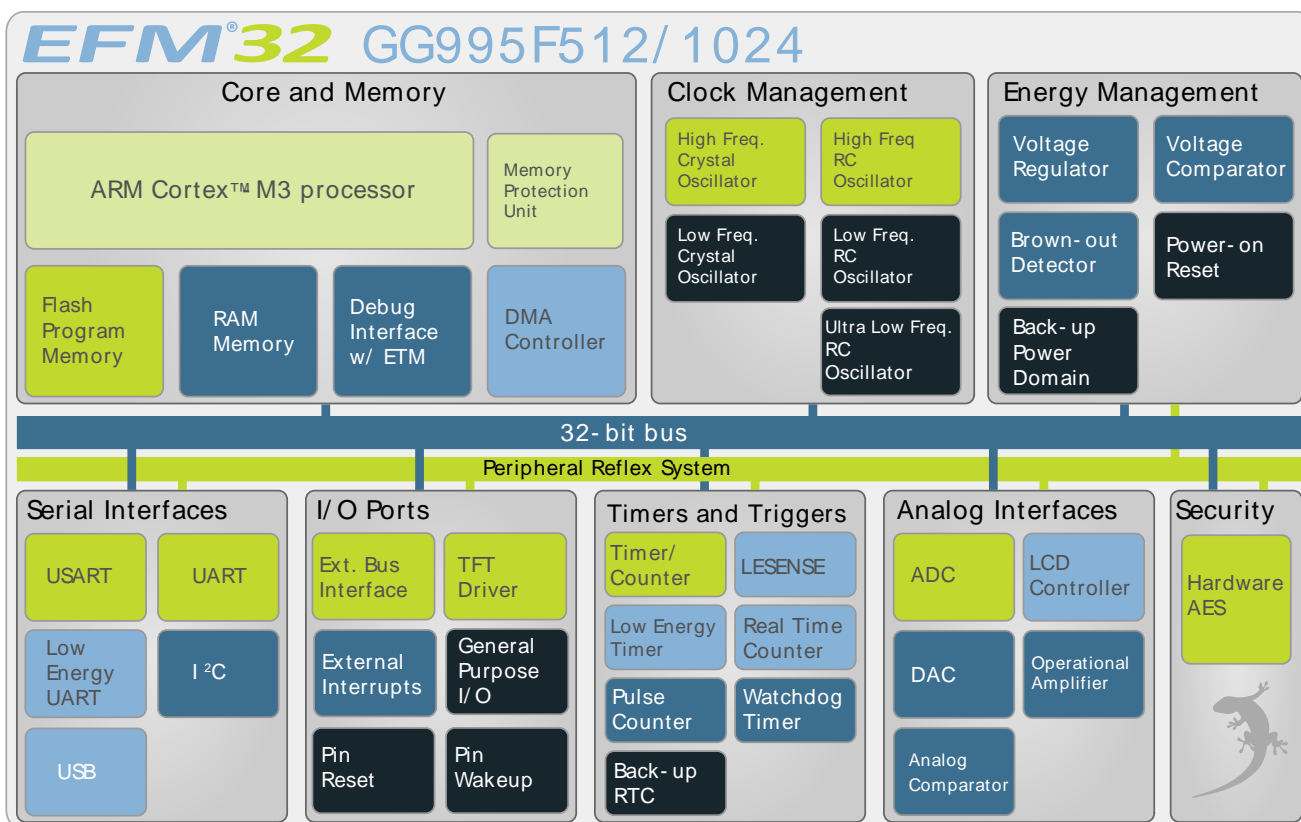 EFM®32 GG995F512/1024
Core and Memory
ARM Cortex™ M3 processor
Memory
Protection
Unit
Flash
Program
Memory
RAM
Memory
Debug
Interface
w/ ETM
DMA
Controller
Clock Management
High Freq.
Crystal
Oscillator
High Freq
RC
Oscillator
Low Freq.
Crystal
Oscillator
Low Freq.
RC
Oscillator
Ultra Low Freq.
RC
Oscillator
Energy Management
Voltage
Regulator
Voltage
Comparator
Brown-out
Detector
Power-on
Reset
Back-up
Power
Domain
32-bit bus
Peripheral Reflex System
Serial Interfaces
USART
UART
Low
Energy
UART
I²C
USB
I/O Ports
Ext. Bus
Interface
TFT
Driver
External
Interrupts
General
Purpose
I/O
Pin
Reset
Pin
Wakeup
Timers and Triggers
Timer/
Counter
LESENSE
Low Energy
Timer
Real Time
Counter
Pulse
Counter
Watchdog
Timer
Back-up
RTC
Analog Interfaces
ADC
LCD
Controller
DAC
Operational
Amplifier
Analog
Comparator
Security
Hardware
AES